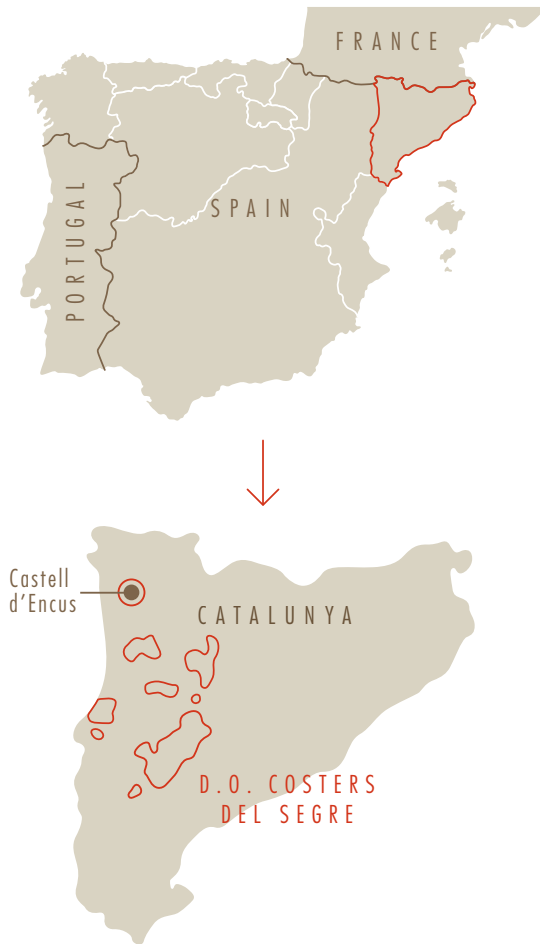 FRANCE
SPAIN
PORTUGAL
Castell
d'Encus
CATALUNYA
D.O. COSTERS
DEL SEGRE